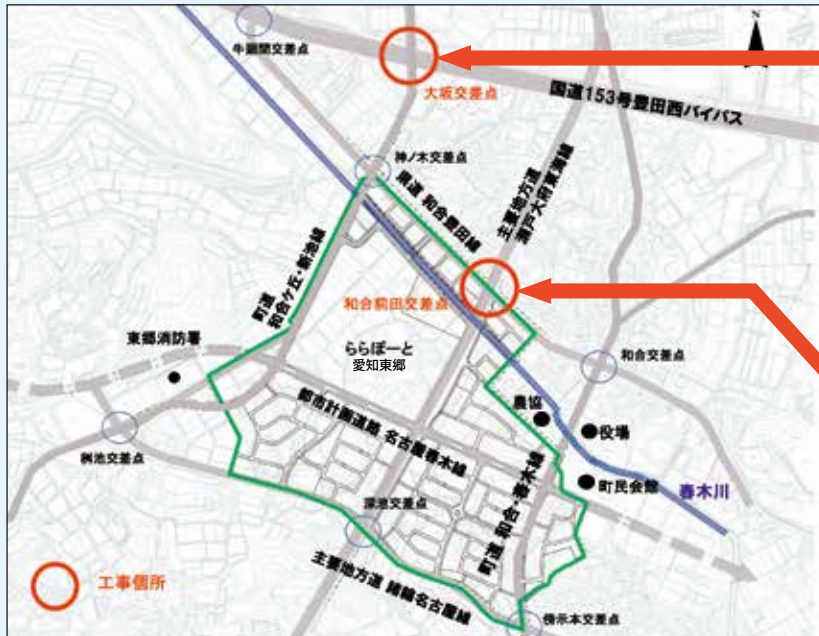 N
牛廻間交差点
大坂交差点
国道153号豊田西バイパス
神ノ木交差点
県道 和合豊田線
主要地方道
瀬戸大府東海線
町道
和合ケ丘・新池線
和合前田交差点
東郷消防署
ららぽーと
愛知東郷
和合交差点
農協
役場
都市計画道路 名古屋春木線
桝池交差点
町民会館
春木川
町道 和合・春木線
深池交差点
主要地方道 諸輪名古屋線
工事個所
傍示本交差点